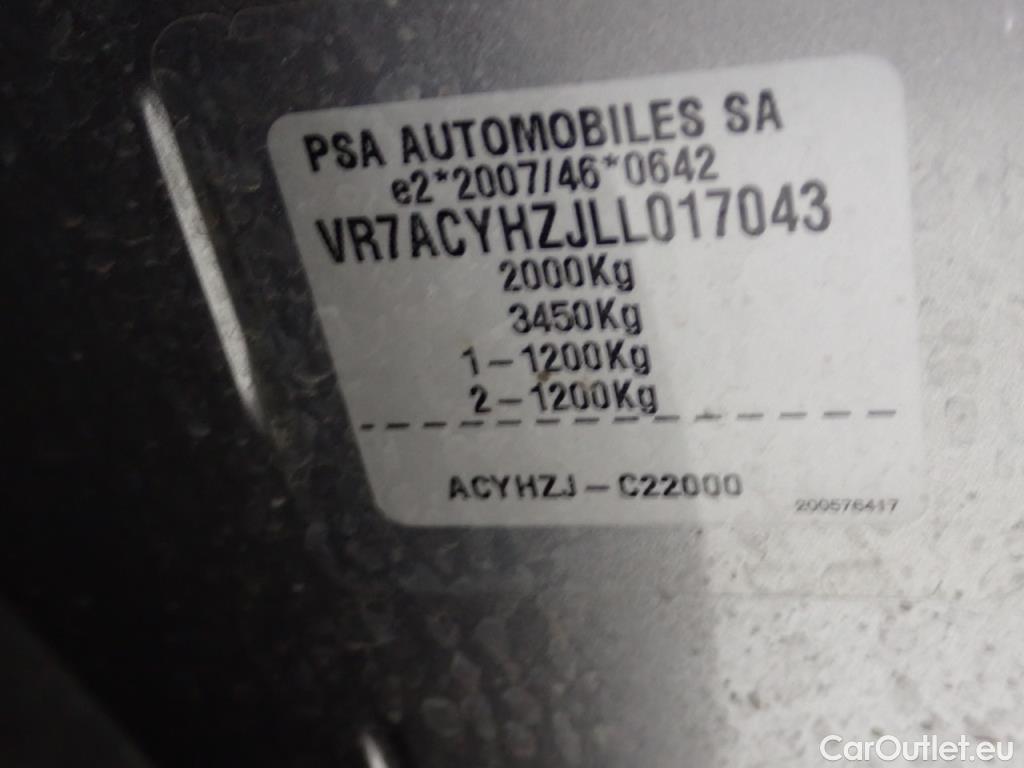 PSA AUTOMOBILES SA
e2*2007/46*0642
VR7ACYHZJLL017043
2000Kg
3450Kg
1-1200Kg
2-1200Kg
ACYHZJ-C22000
200576417
CarOutlet.eu